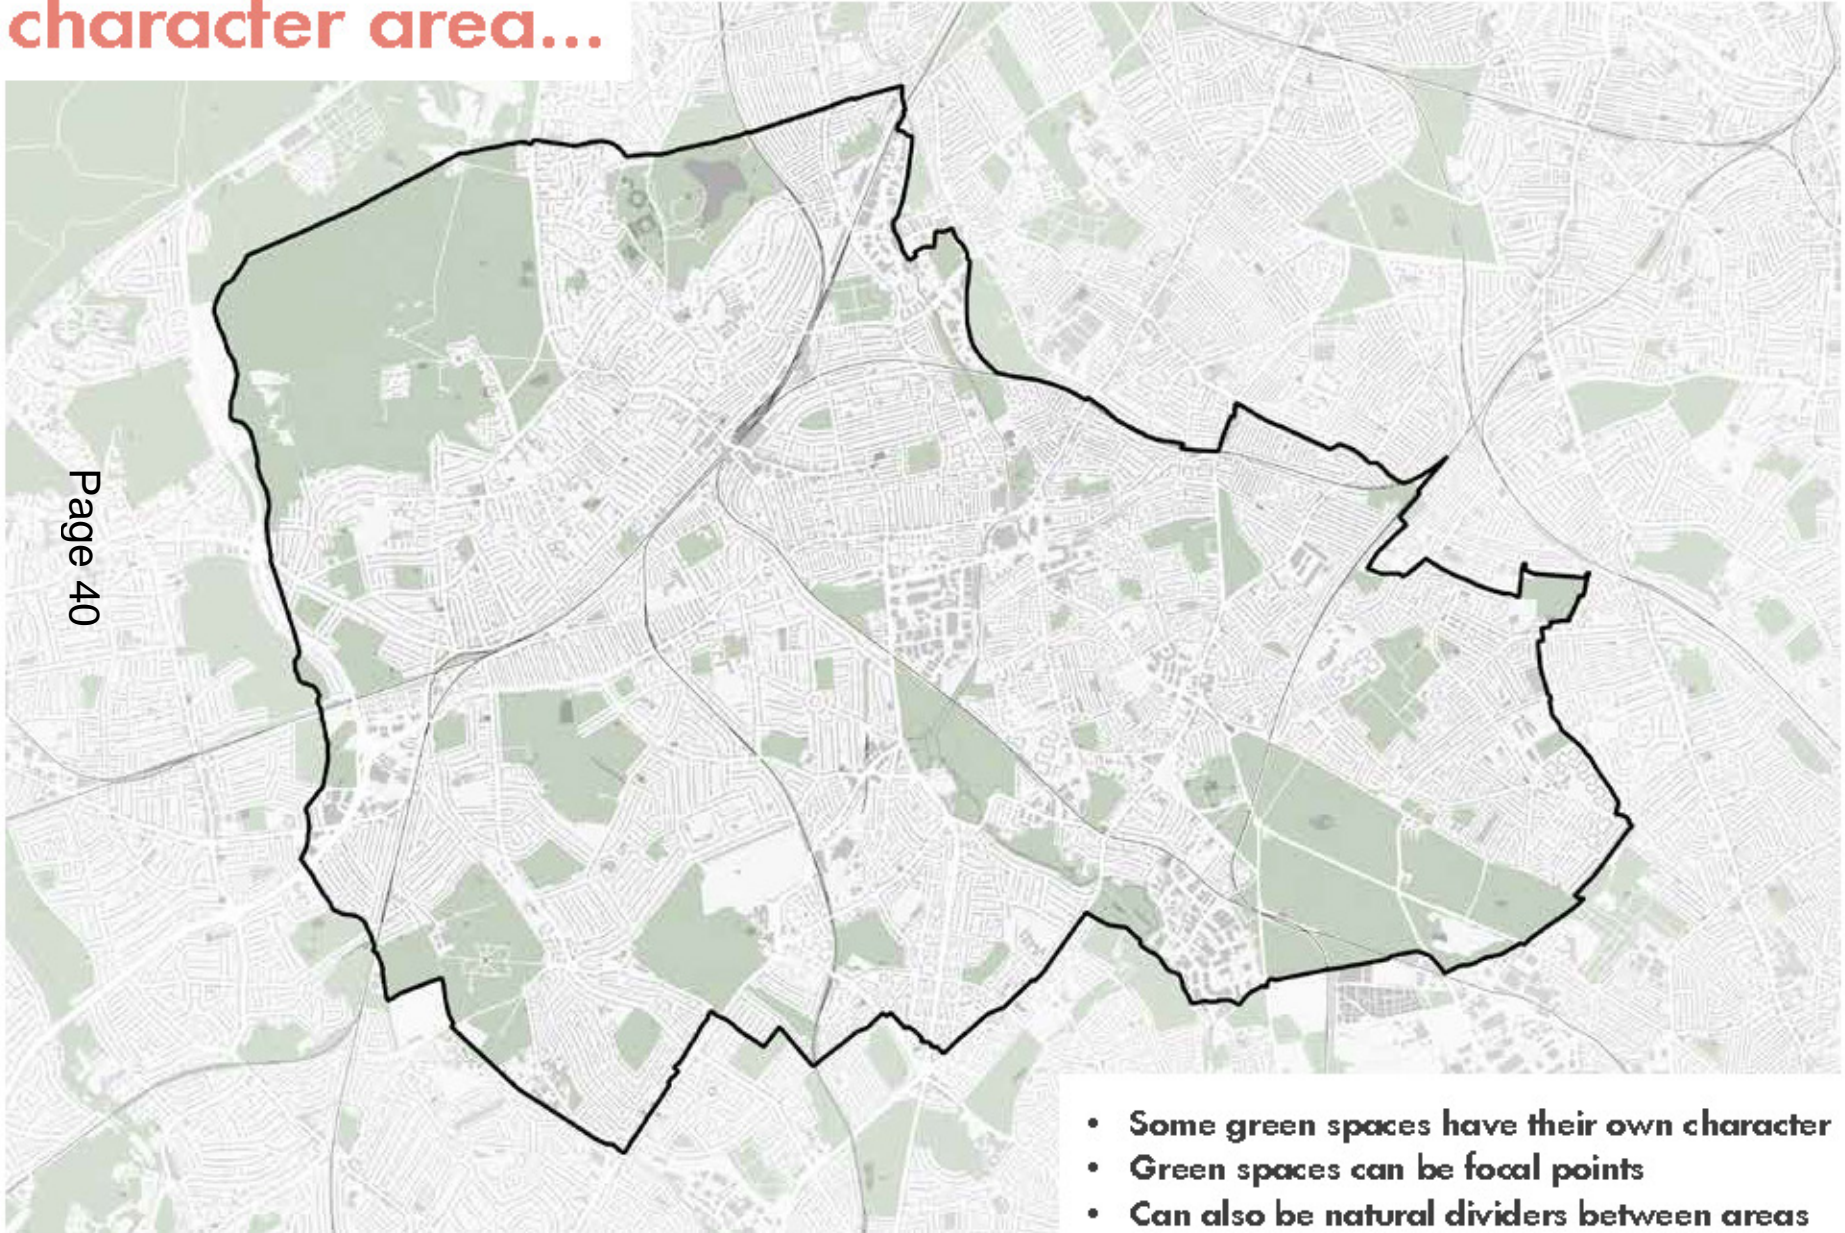 character area...
Page 40
• Some green spaces have their own character
• Green spaces can be focal points
• Can also be natural dividers between areas